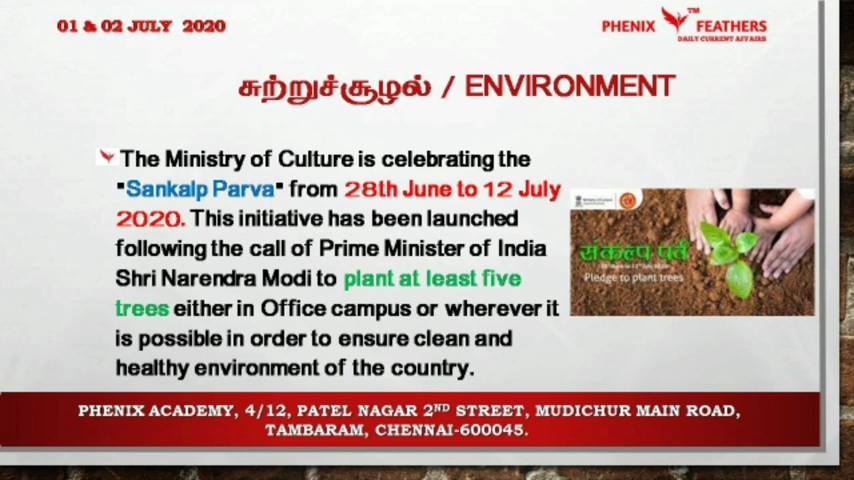 01 & 02 JULY 2020
PHENIX FEATHERS
TM
DAILY CURRENT AFFAIRS
சுற்றுச்சூழல் / ENVIRONMENT
The Ministry of Culture is celebrating the
"Sankalp Parva" from 28th June to 12 July
2020. This initiative has been launched
following the call of Prime Minister of India
Shri Narendra Modi to plant at least five
trees either in Office campus or wherever it
is possible in order to ensure clean and
healthy environment of the country.
Ministry of Culture
संकल्प पर्व
Pledge to plant trees
PHENIX ACADEMY, 4/12, PATEL NAGAR 2ND STREET, MUDICHUR MAIN ROAD,
TAMBARAM, CHENNAI-600045.